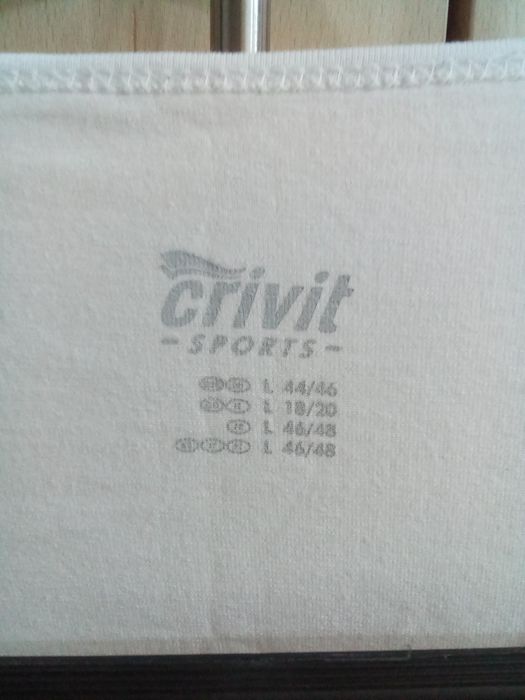 crivit
- SPORTS -
L 44/46
L 18/20
L 46/48
L 46/48